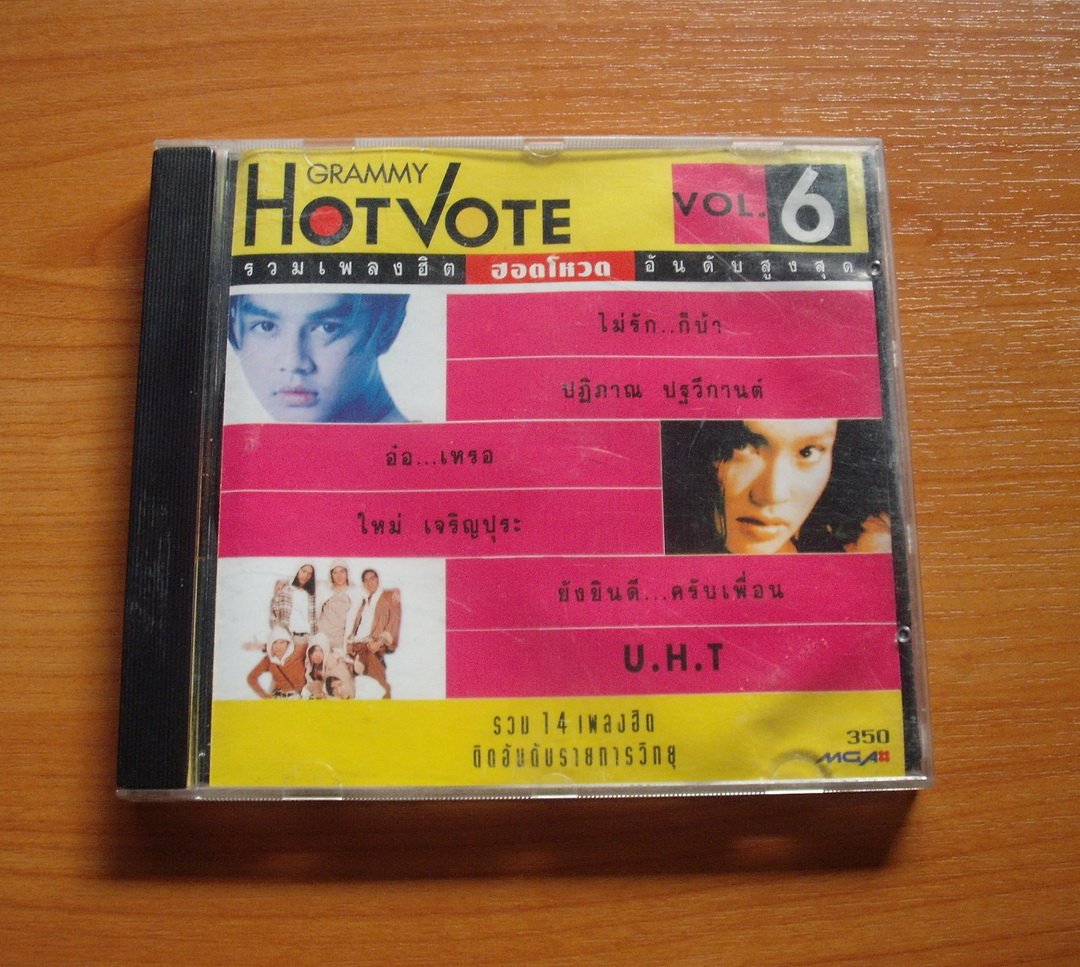 GRAMMY
HOTVOTE
VOL. 6
รวมเพลงฮิต ฮอตโหวต อันดับสูงสุด
ไม่รัก..ก็บ้า
ปฏิภาณ ปฐวีกานต์
อ๋อ...เหรอ
ใหม่ เจริญปุระ
ยังยินดี...ครับเพื่อน
U.H.T
รวม 14 เพลงฮิต
ติดอันดับรายการวิทยุ
350
MGA